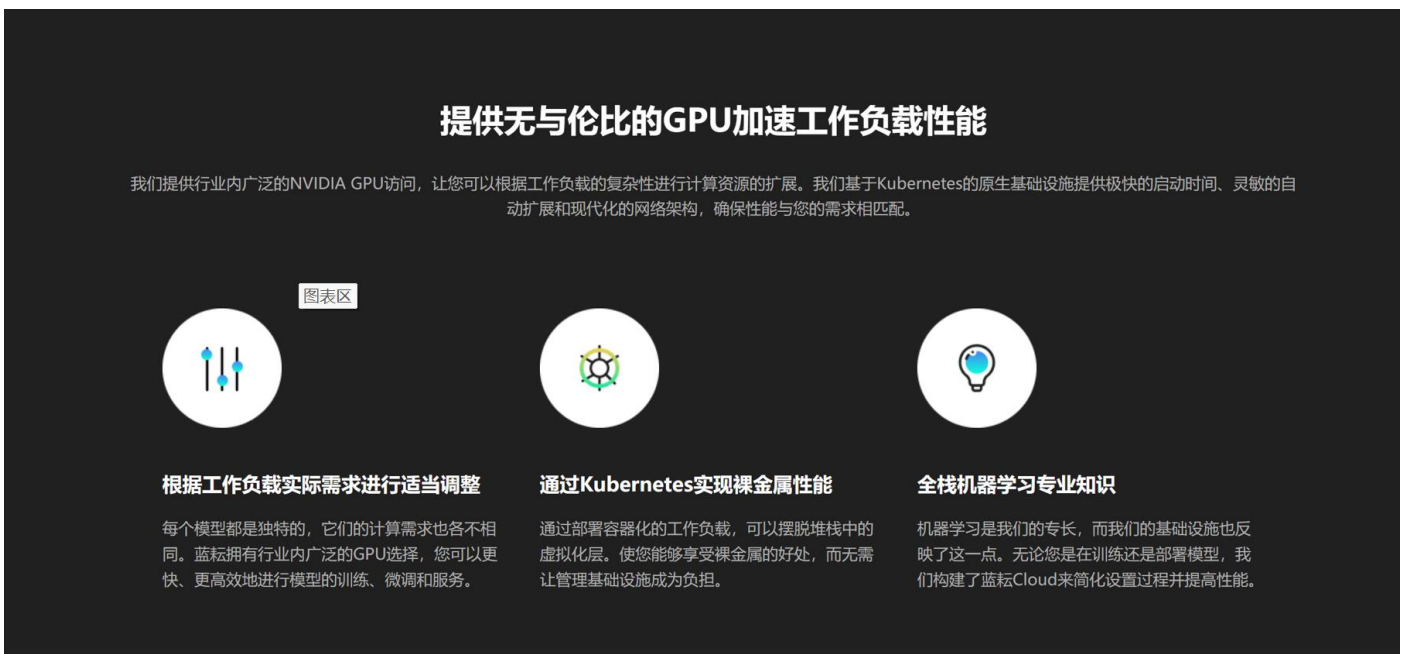 提供无与伦比的GPU加速工作负载性能
我们提供行业内广泛的NVIDIA GPU访问，让您可以根据工作负载的复杂性进行计算资源的扩展。我们基于Kubernetes的原生基础设施提供极快的启动时间、灵敏的自
动扩展和现代化的网络架构，确保性能与您的需求相匹配。
图表区
根据工作负载实际需求进行适当调整
每个模型都是独特的，它们的计算需求也各不相
同。蓝耘拥有行业内广泛的GPU选择，您可以更
快、更高效地进行模型的训练、微调和服务。
通过Kubernetes实现裸金属性能
通过部署容器化的工作负载，可以摆脱堆栈中的
虚拟化层。使您能够享受裸金属的好处，而无需
让管理基础设施成为负担。
全栈机器学习专业知识
机器学习是我们的专长，而我们的基础设施也反
映了这一点。无论您是在训练还是部署模型，我
们构建了蓝耘Cloud来简化设置过程并提高性能。